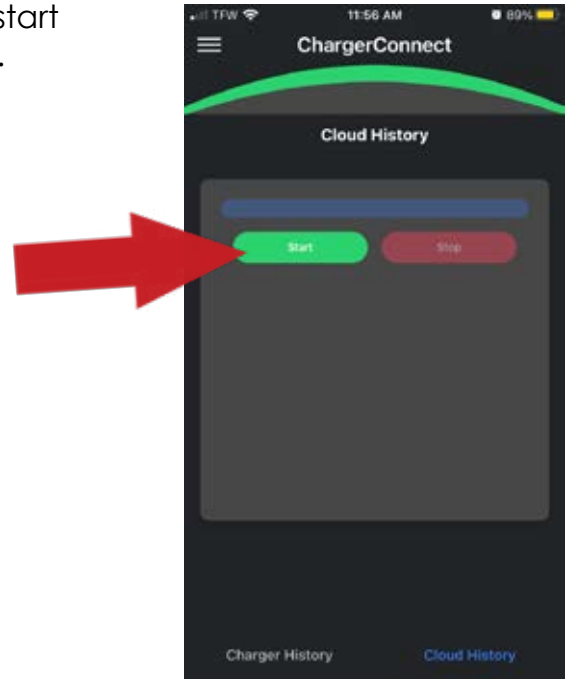 start
.
TFW 11:56 AM 89%
ChargerConnect
Cloud History
Start Stop
Charger History Cloud History